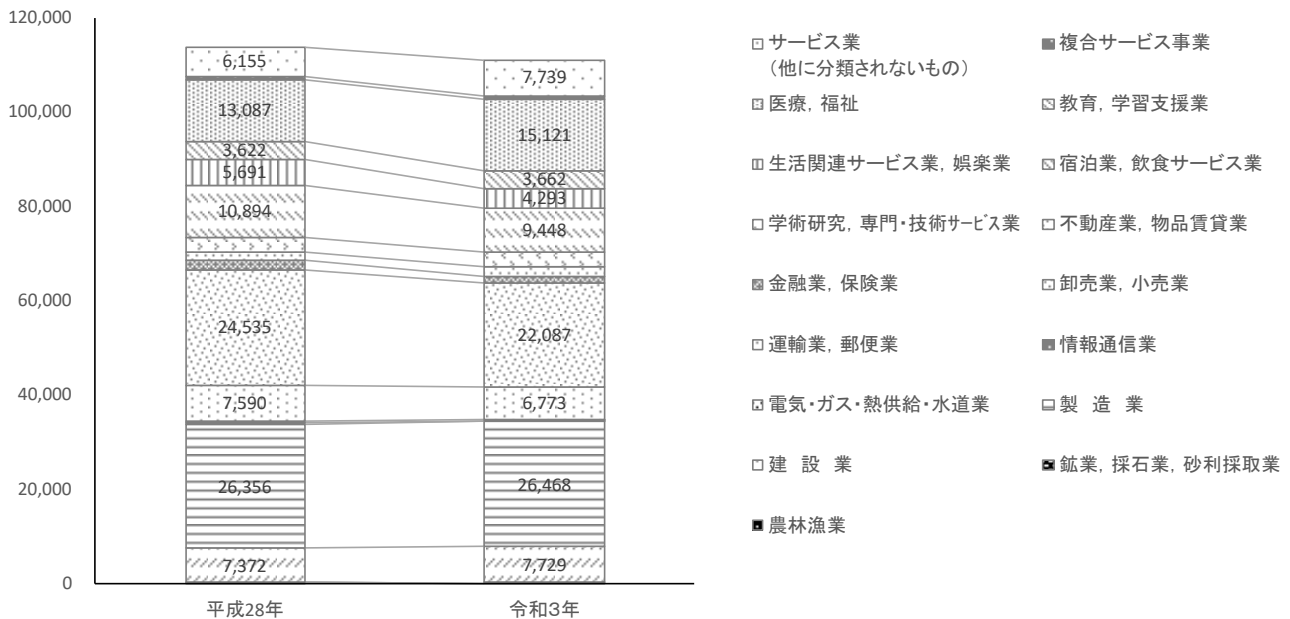 120,000
100,000
80,000
60,000
40,000
20,000
0
6,155
13,087
3,622
5,691
10,894
24,535
7,590
26,356
7,372
平成28年
7,739
15,121
3,662
4,293
9,448
22,087
6,773
26,468
7,729
令和3年
サービス業
（他に分類されないもの）
複合サービス事業
医療, 福祉
教育, 学習支援業
生活関連サービス業, 娯楽業
宿泊業, 飲食サービス業
学術研究, 専門・技術サービス業
不動産業, 物品賃貸業
金融業, 保険業
卸売業, 小売業
運輸業, 郵便業
情報通信業
電気・ガス・熱供給・水道業
製　造　業
建　設　業
鉱業, 採石業, 砂利採取業
農林漁業